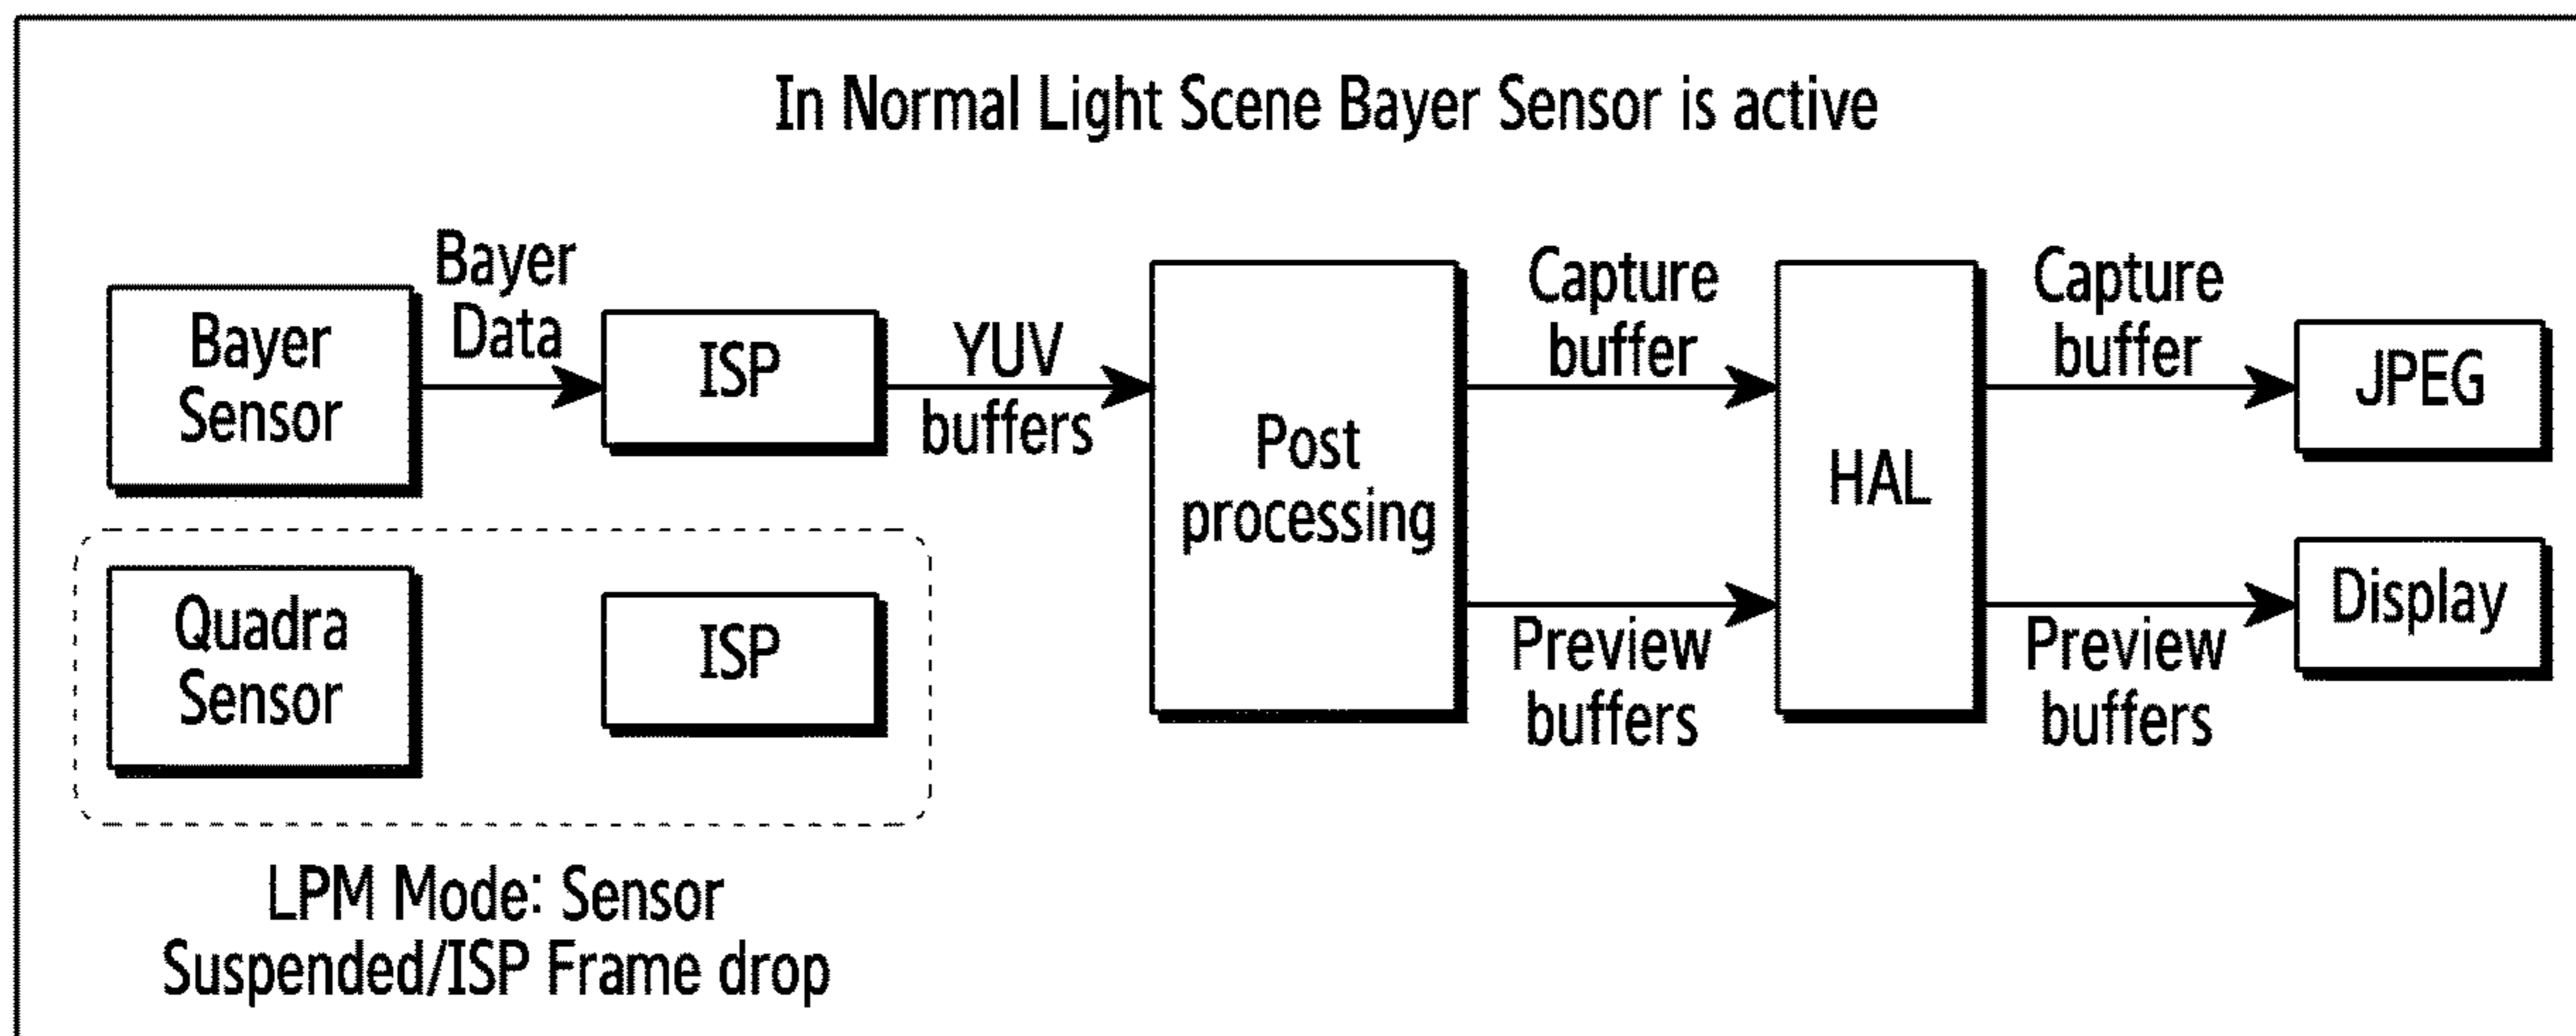 In Normal Light Scene Bayer Sensor is active
Bayer
Sensor
Bayer
Data
ISP
YUV
buffers
Post
processing
Capture
buffer
Preview
buffers
HAL
Capture
buffer
Preview
buffers
JPEG
Display
Quadra
Sensor
ISP
LPM Mode: Sensor
Suspended/ISP Frame drop